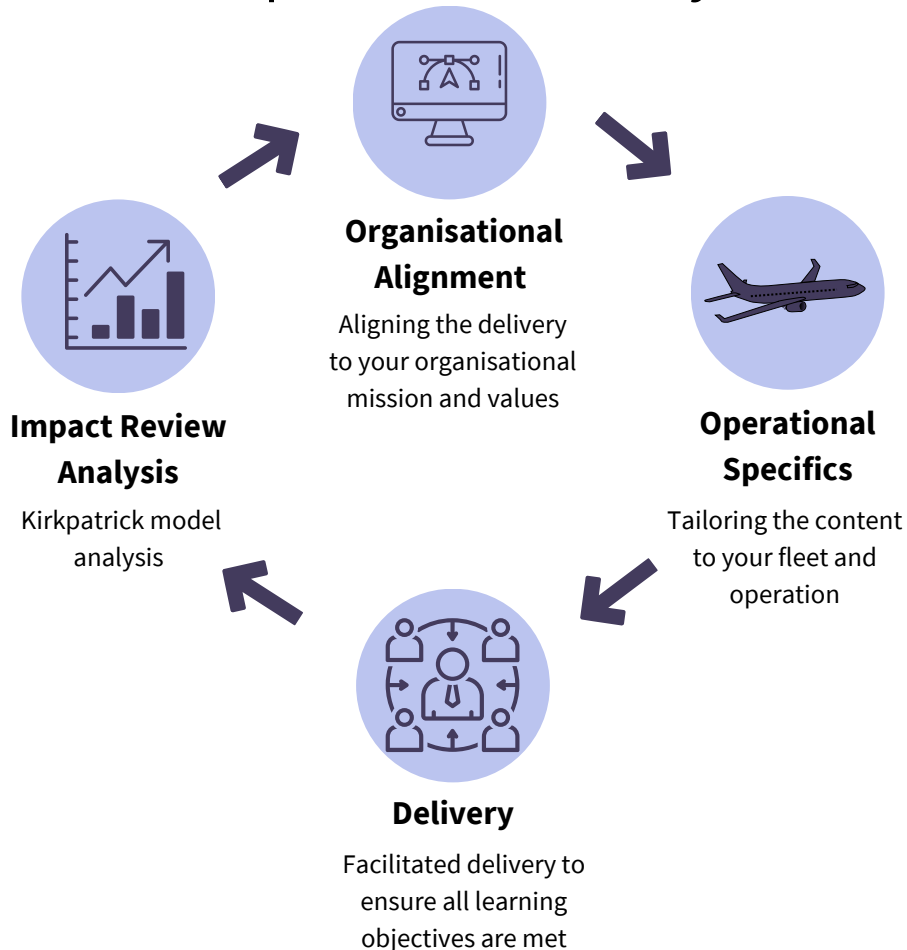 Organisational
Alignment
Aligning the delivery
to your organisational
mission and values
Operational
Specifics
Tailoring the content
to your fleet and
operation
Delivery
Facilitated delivery to
ensure all learning
objectives are met
Impact Review
Analysis
Kirkpatrick model
analysis